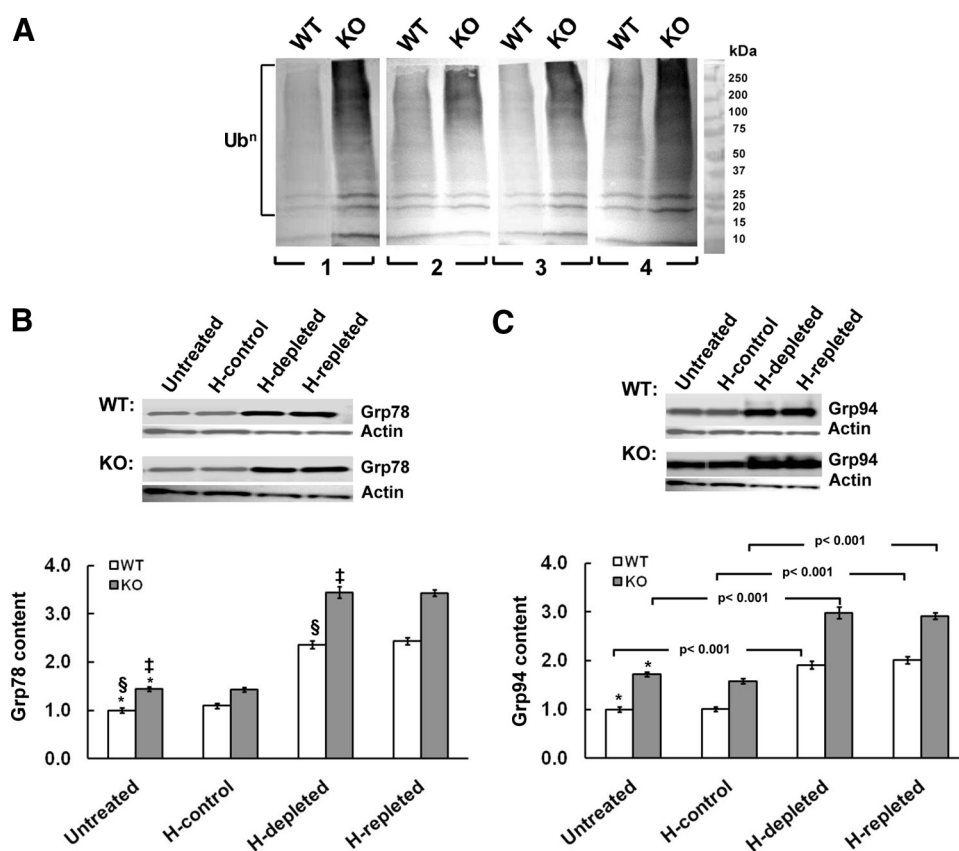 A
WT KO WT KO WT KO WT KO
kDa
Ubⁿ
250
200
100
75
50
37
25
20
15
10
1 2 3 4
B
Untreated H-control H-depleted H-repleted
WT: Grp78
Actin
KO: Grp78
Actin
Grp78 content
4.0
3.0
2.0
1.0
0.0
WT
KO
§ * ‡ * § ‡
Untreated H-control H-depleted H-repleted
C
Untreated H-control H-depleted H-repleted
WT: Grp94
Actin
KO: Grp94
Actin
Grp94 content
4.0
3.0
2.0
1.0
0.0
WT
KO
p< 0.001
p< 0.001
p< 0.001
p< 0.001
* *
Untreated H-control H-depleted H-repleted